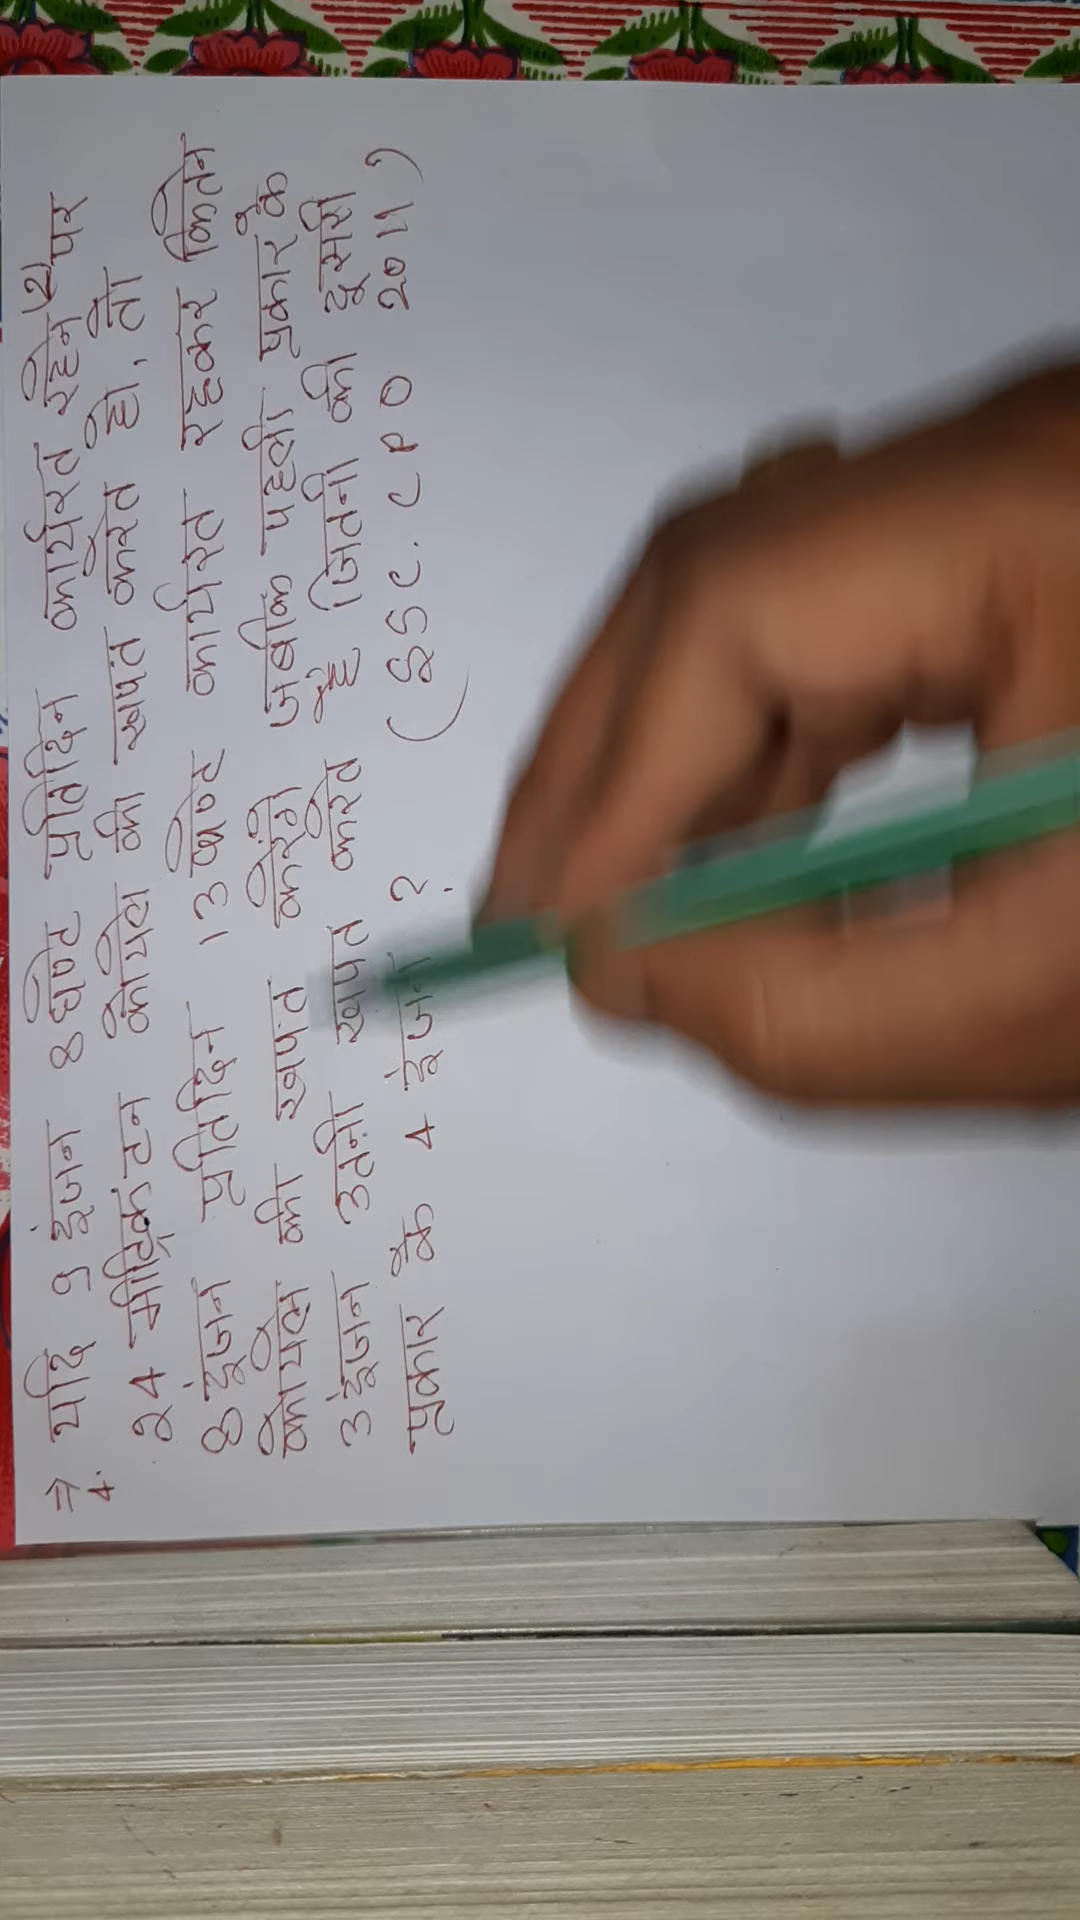 ⇒ यदि 9 इंजन 8 घण्टे प्रतिदिन कार्यरत रहने पर
4. 24 मीट्रिक टन कोयले की खपत करते हो, तो
8 इंजन प्रतिदिन 13 घण्टे कार्यरत रहकर कितने
कोयले की खपत करेंगे जबकि पहली प्रकार के
3 इंजन उतनी खपत करते हैं जितनी की दूसरी
प्रकार के 4 इंजन ? (SSC. CPO 2011)